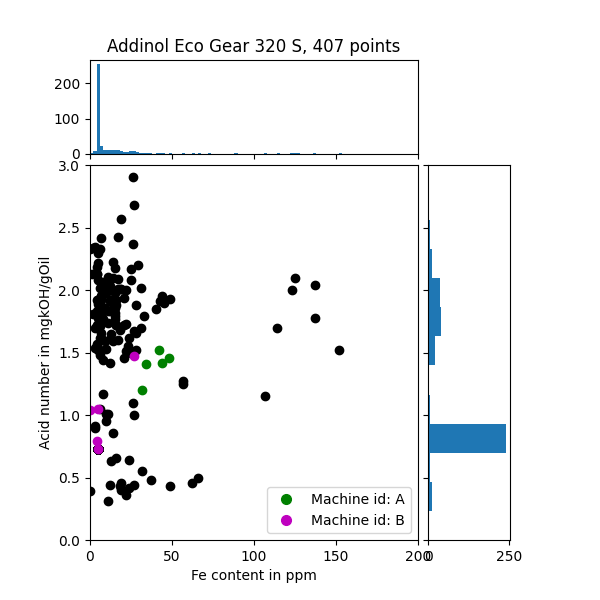 Addinol Eco Gear 320 S, 407 points
200
100
0
3.0
2.5
2.0
1.5
1.0
0.5
0.0
Acid number in mgkOH/gOil
Machine id: A
Machine id: B
0 50 100 150 200
0 250
Fe content in ppm